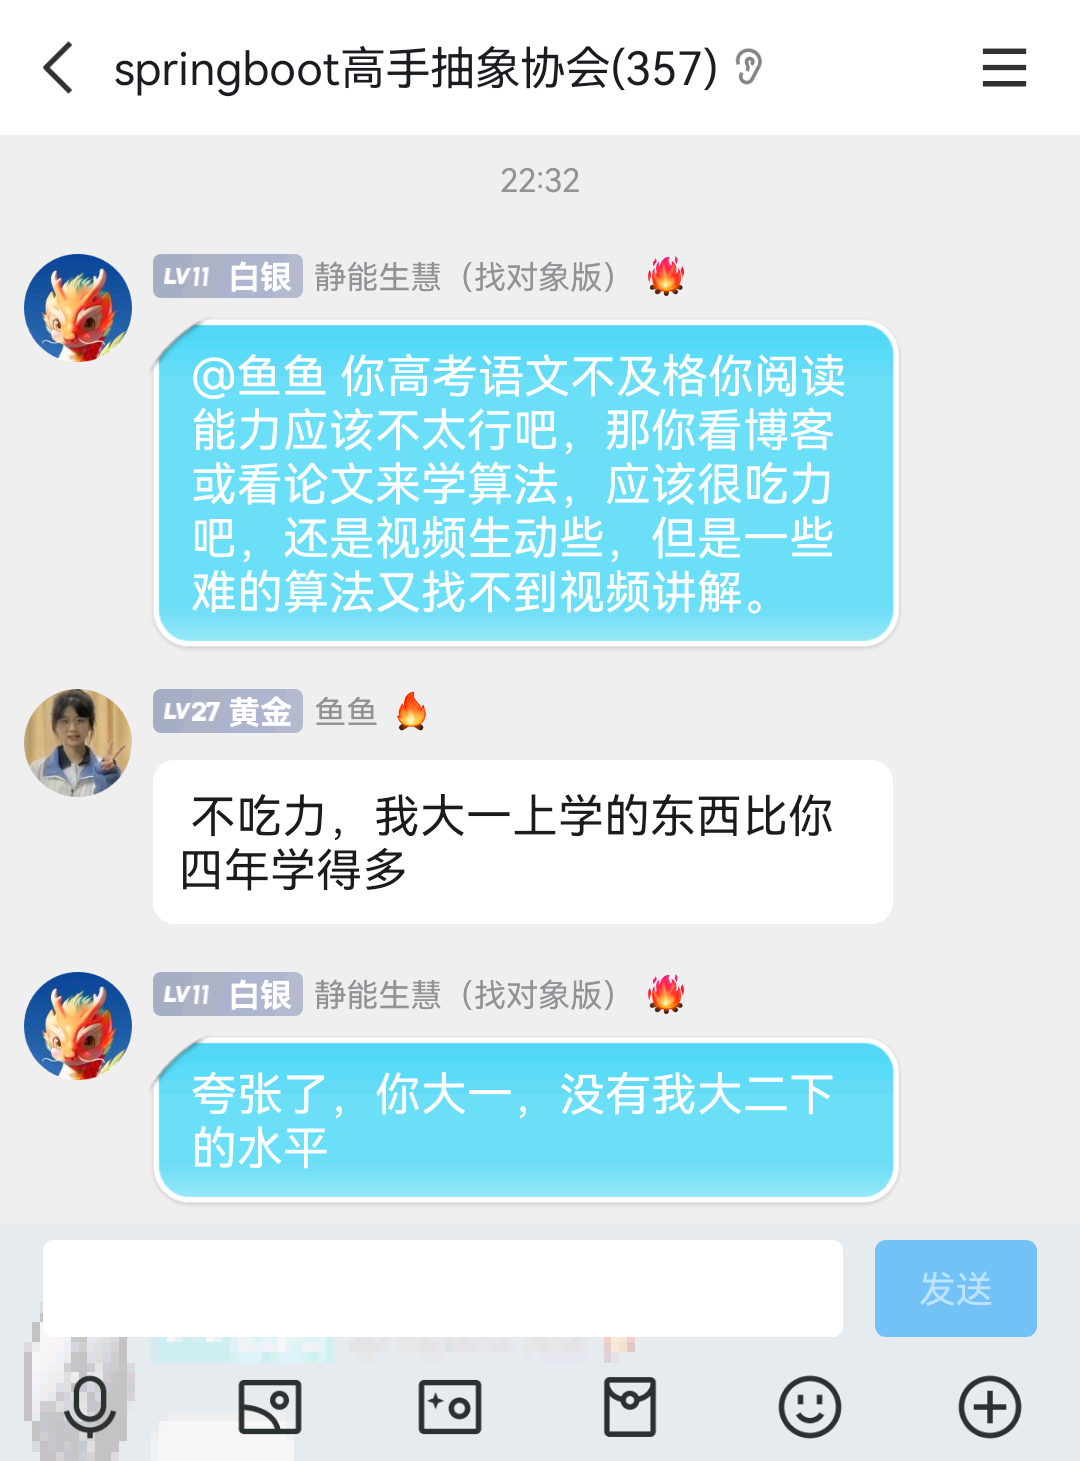 springboot高手抽象协会(357)
22:32
LV11 白银 静能生慧（找对象版）
@鱼鱼 你高考语文不及格你阅读
能力应该不太行吧，那你看博客
或看论文来学算法，应该很吃力
吧，还是视频生动些，但是一些
难的算法又找不到视频讲解。
LV27 黄金 鱼鱼
不吃力，我大一上学的东西比你
四年学得多
LV11 白银 静能生慧（找对象版）
夸张了，你大一，没有我大二下
的水平
发送